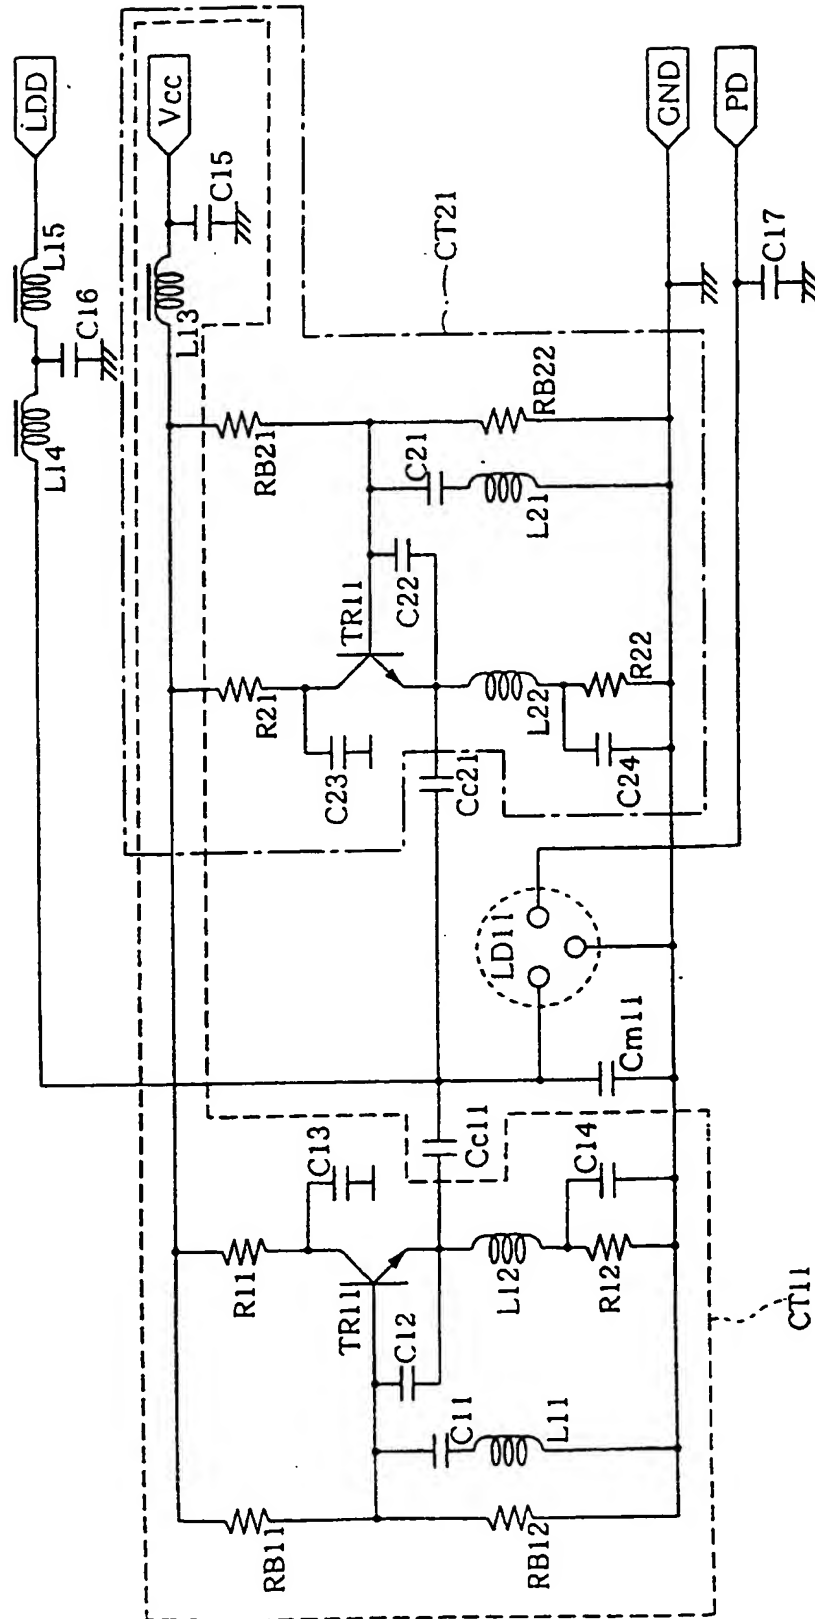 LDD
L15
C16
L14
Vcc
C15
L13
CT21
GND
PD
C17
RB21
RB22
C21
L21
C22
TR11
R21
C23
L22
R22
C24
Cc21
LD11
Cm11
Cc11
C13
C14
R11
TR11
L12
R12
C12
C11
L11
RB11
RB12
CT11